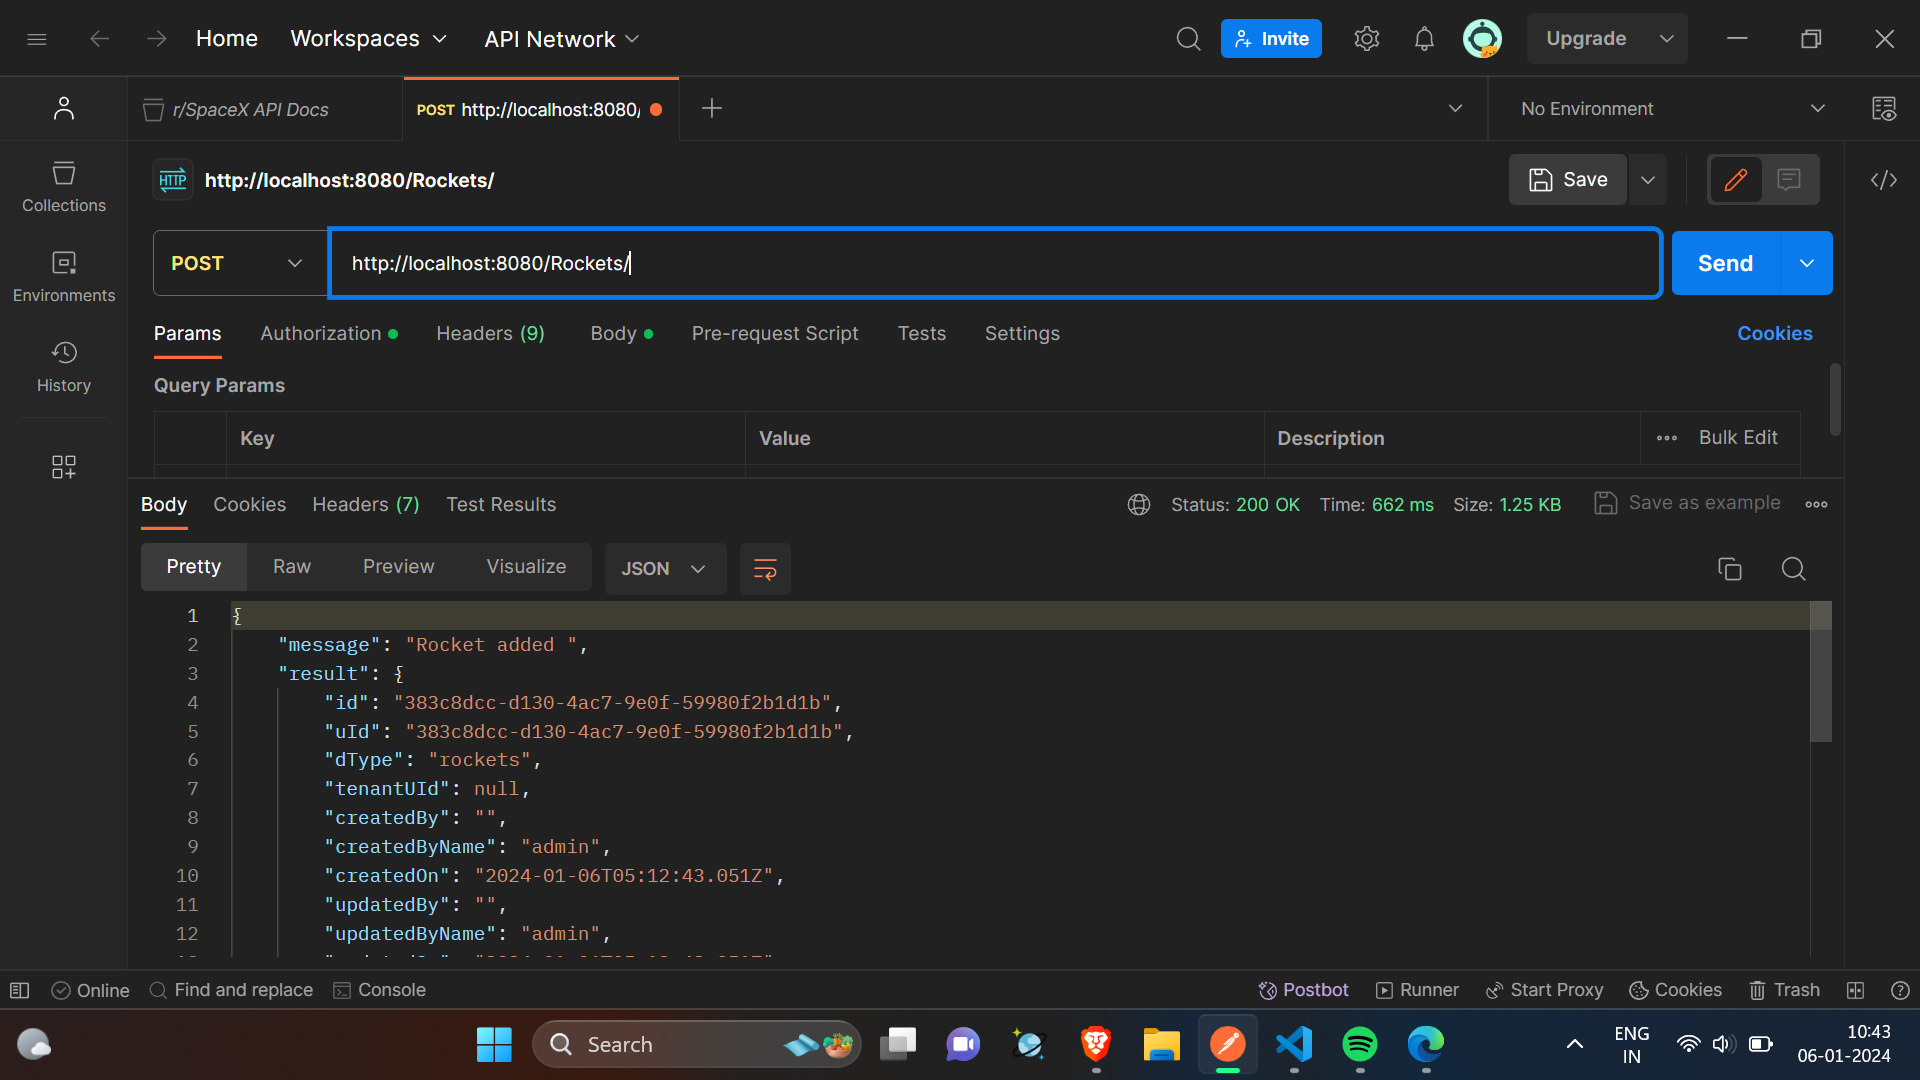 Home
Workspaces
API Network
Invite
Upgrade
r/SpaceX API Docs
POST http://localhost:8080/
No Environment
HTTP
http://localhost:8080/Rockets/
Save
Collections
Environments
History
POST
http://localhost:8080/Rockets/
Send
Params
Authorization
Headers (9)
Body
Pre-request Script
Tests
Settings
Cookies
Query Params
Key
Value
Description
Bulk Edit
Body
Cookies
Headers (7)
Test Results
Status: 200 OK
Time: 662 ms
Size: 1.25 KB
Save as example
Pretty
Raw
Preview
Visualize
JSON
1 {
2 "message": "Rocket added ",
3 "result": {
4 "id": "383c8dcc-d130-4ac7-9e0f-59980f2b1d1b",
5 "uId": "383c8dcc-d130-4ac7-9e0f-59980f2b1d1b",
6 "dType": "rockets",
7 "tenantUId": null,
8 "createdBy": "",
9 "createdByName": "admin",
10 "createdOn": "2024-01-06T05:12:43.051Z",
11 "updatedBy": "",
12 "updatedByName": "admin",
Online
Find and replace
Console
Postbot
Runner
Start Proxy
Cookies
Trash
Search
ENG
IN
10:43
06-01-2024